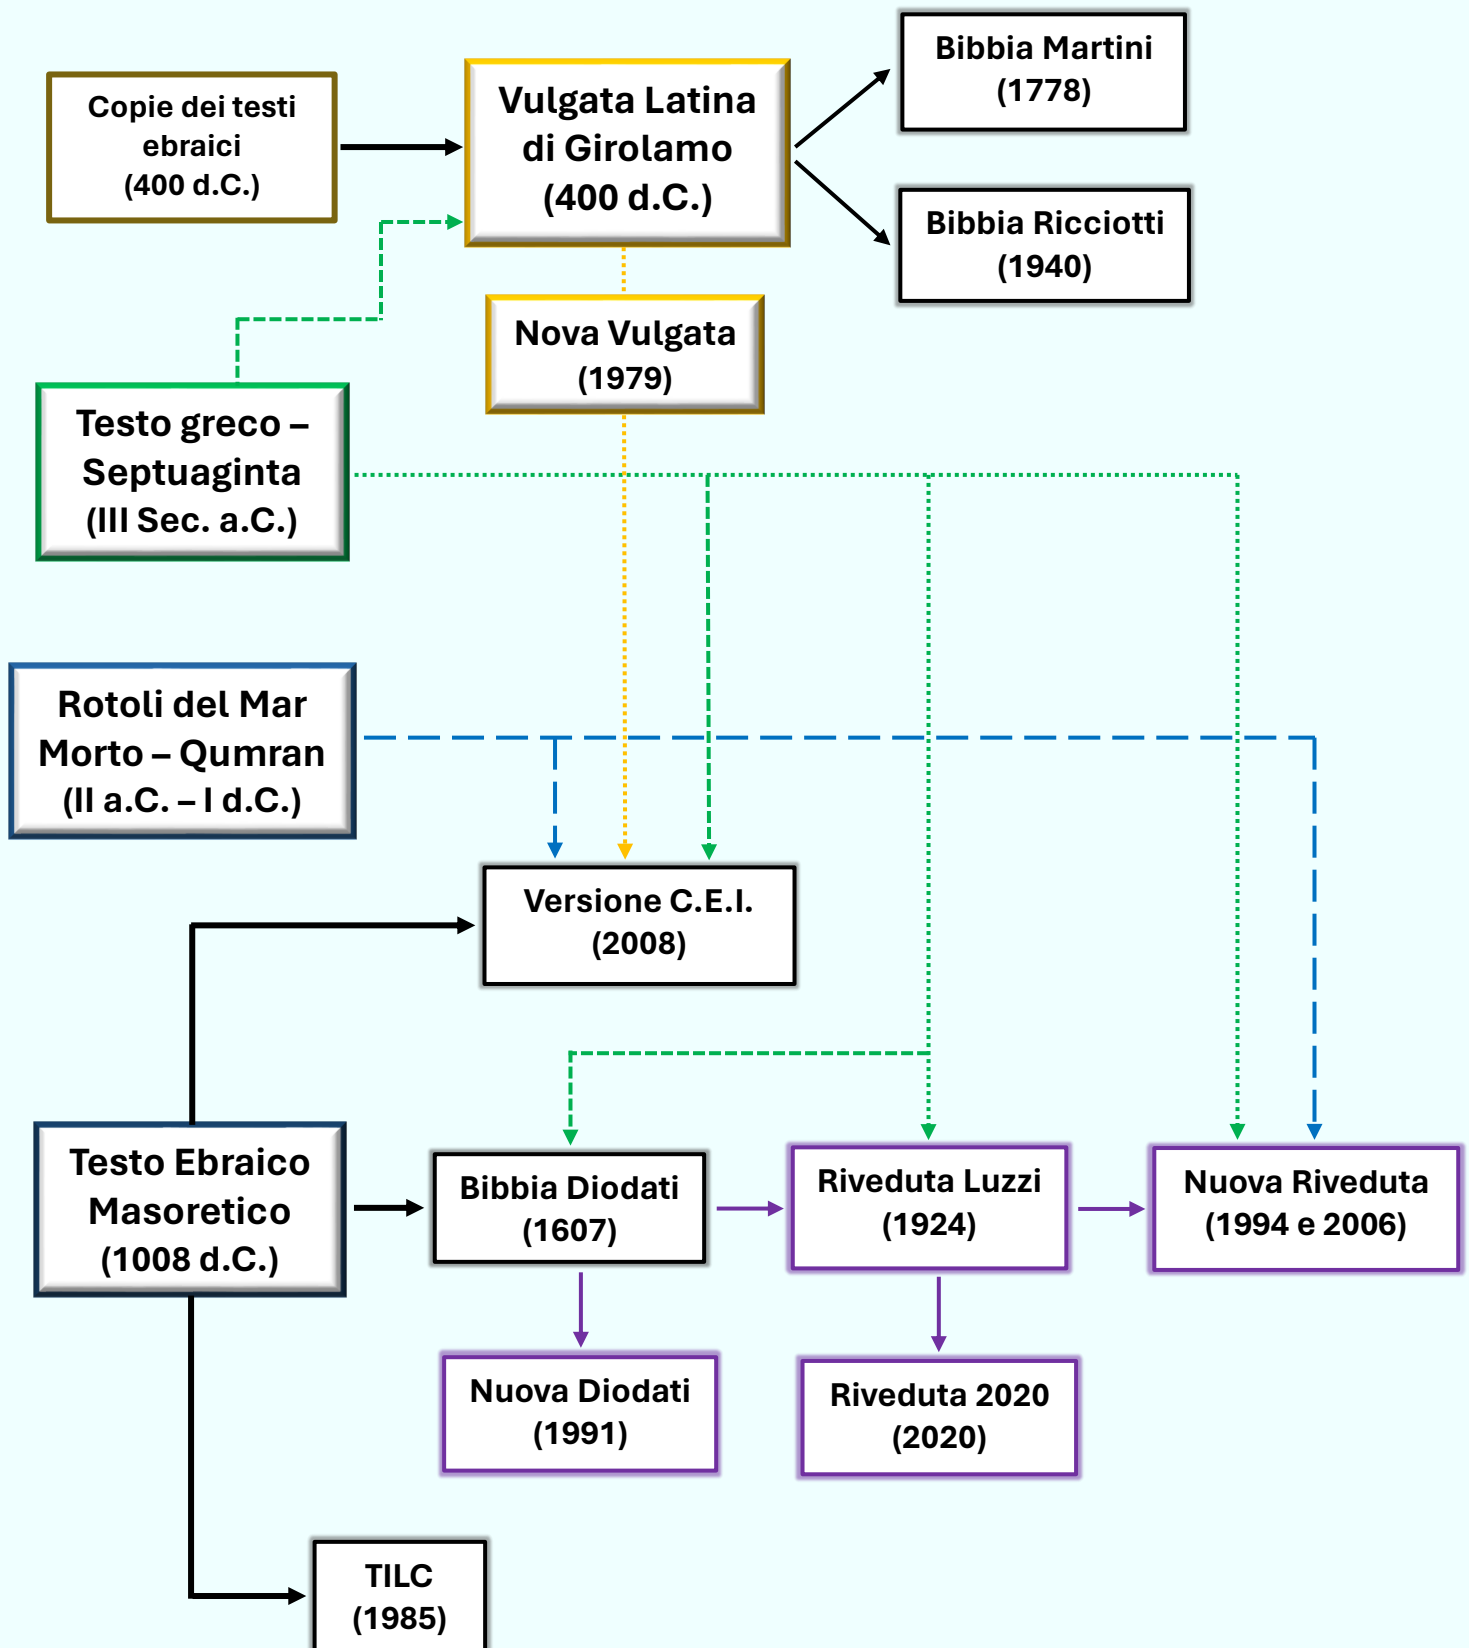 Bibbia Martini
(1778)
Copie dei testi
ebraici
(400 d.C.)
Vulgata Latina
di Girolamo
(400 d.C.)
Bibbia Ricciotti
(1940)
Nova Vulgata
(1979)
Testo greco –
Septuaginta
(III Sec. a.C.)
Rotoli del Mar
Morto – Qumran
(II a.C. – I d.C.)
Versione C.E.I.
(2008)
Testo Ebraico
Masoretico
(1008 d.C.)
Bibbia Diodati
(1607)
Riveduta Luzzi
(1924)
Nuova Riveduta
(1994 e 2006)
Nuova Diodati
(1991)
Riveduta 2020
(2020)
TILC
(1985)